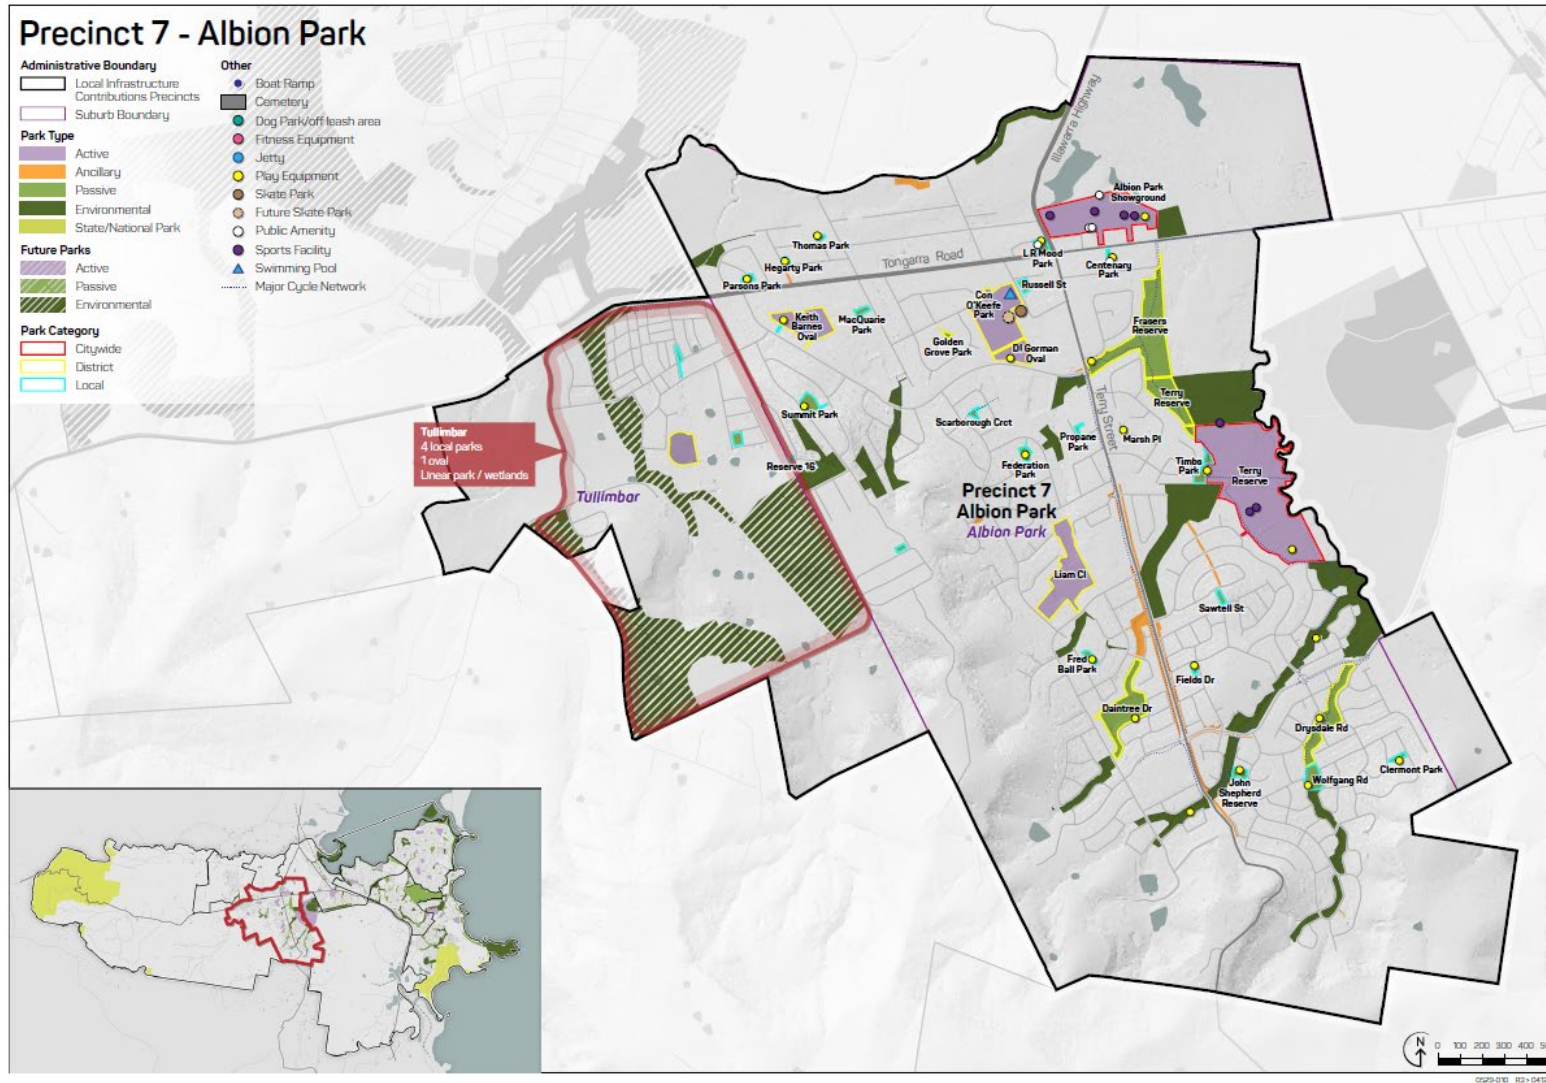 Precinct 7 - Albion Park
Administrative Boundary
Local Infrastructure
Contributions Precincts
Suburb Boundary
Park Type
Active
Ancillary
Passive
Environmental
State/National Park
Future Parks
Active
Passive
Environmental
Park Category
Citywide
District
Local
Other
Boat Ramp
Cemetery
Dog Park/off leash area
Fitness Equipment
Jetty
Play Equipment
Skate Park
Future Skate Park
Public Amenity
Sports Facility
Swimming Pool
Major Cycle Network
Illawarra Highway
Albion Park
Showground
Thomas Park
Hegarty Park
Parsons Park
Tongarra Road
L R Mood
Park
Centenary
Park
Russell St
Con
O'Keefe
Park
Keith
Barnes
Oval
MacQuarie
Park
Golden
Grove Park
DI Gorman
Oval
Frasers
Reserve
Terry
Reserve
Terry Street
Summit Park
Scarborough Crct
Propane
Park
Marsh Pl
Tullimbar
4 local parks
1 oval
Linear park / wetlands
Reserve 16
Federation
Park
Timbs
Park
Terry
Reserve
Tullimbar
Precinct 7
Albion Park
Albion Park
Liam Cl
Sawtell St
Fred
Ball Park
Fields Dr
Daintree Dr
Drysdale Rd
John
Shepherd
Reserve
Wolfgang Rd
Clermont Park
N
0 100 200 300 400